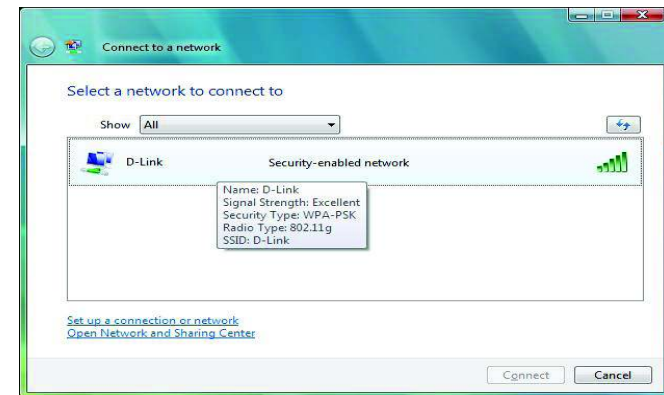 Connect to a network
Select a network to connect to
Show All
D-Link Security-enabled network
Name: D-Link
Signal Strength: Excellent
Security Type: WPA-PSK
Radio Type: 802.11g
SSID: D-Link
Set up a connection or network
Open Network and Sharing Center
Connect Cancel